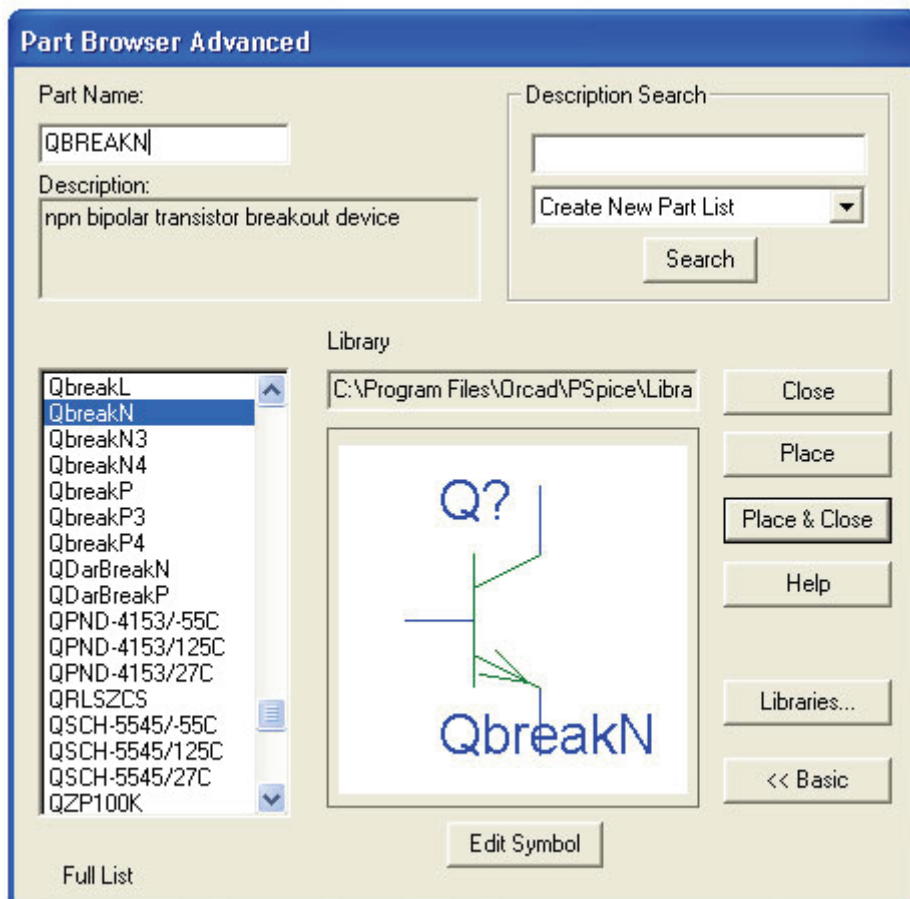 Part Browser Advanced
Part Name:
QBREAKN
Description:
npn bipolar transistor breakout device
Description Search
Create New Part List
Search
Library
C:\Program Files\Orcad\PSpice\Libra
QbreakL
QbreakN
QbreakN3
QbreakN4
QbreakP
QbreakP3
QbreakP4
QDarBreakN
QDarBreakP
QPND-4153/-55C
QPND-4153/125C
QPND-4153/27C
QRLSZCS
QSCH-5545/-55C
QSCH-5545/125C
QSCH-5545/27C
QZP100K
Full List
Q?
QbreakN
Edit Symbol
Close
Place
Place & Close
Help
Libraries...
<< Basic